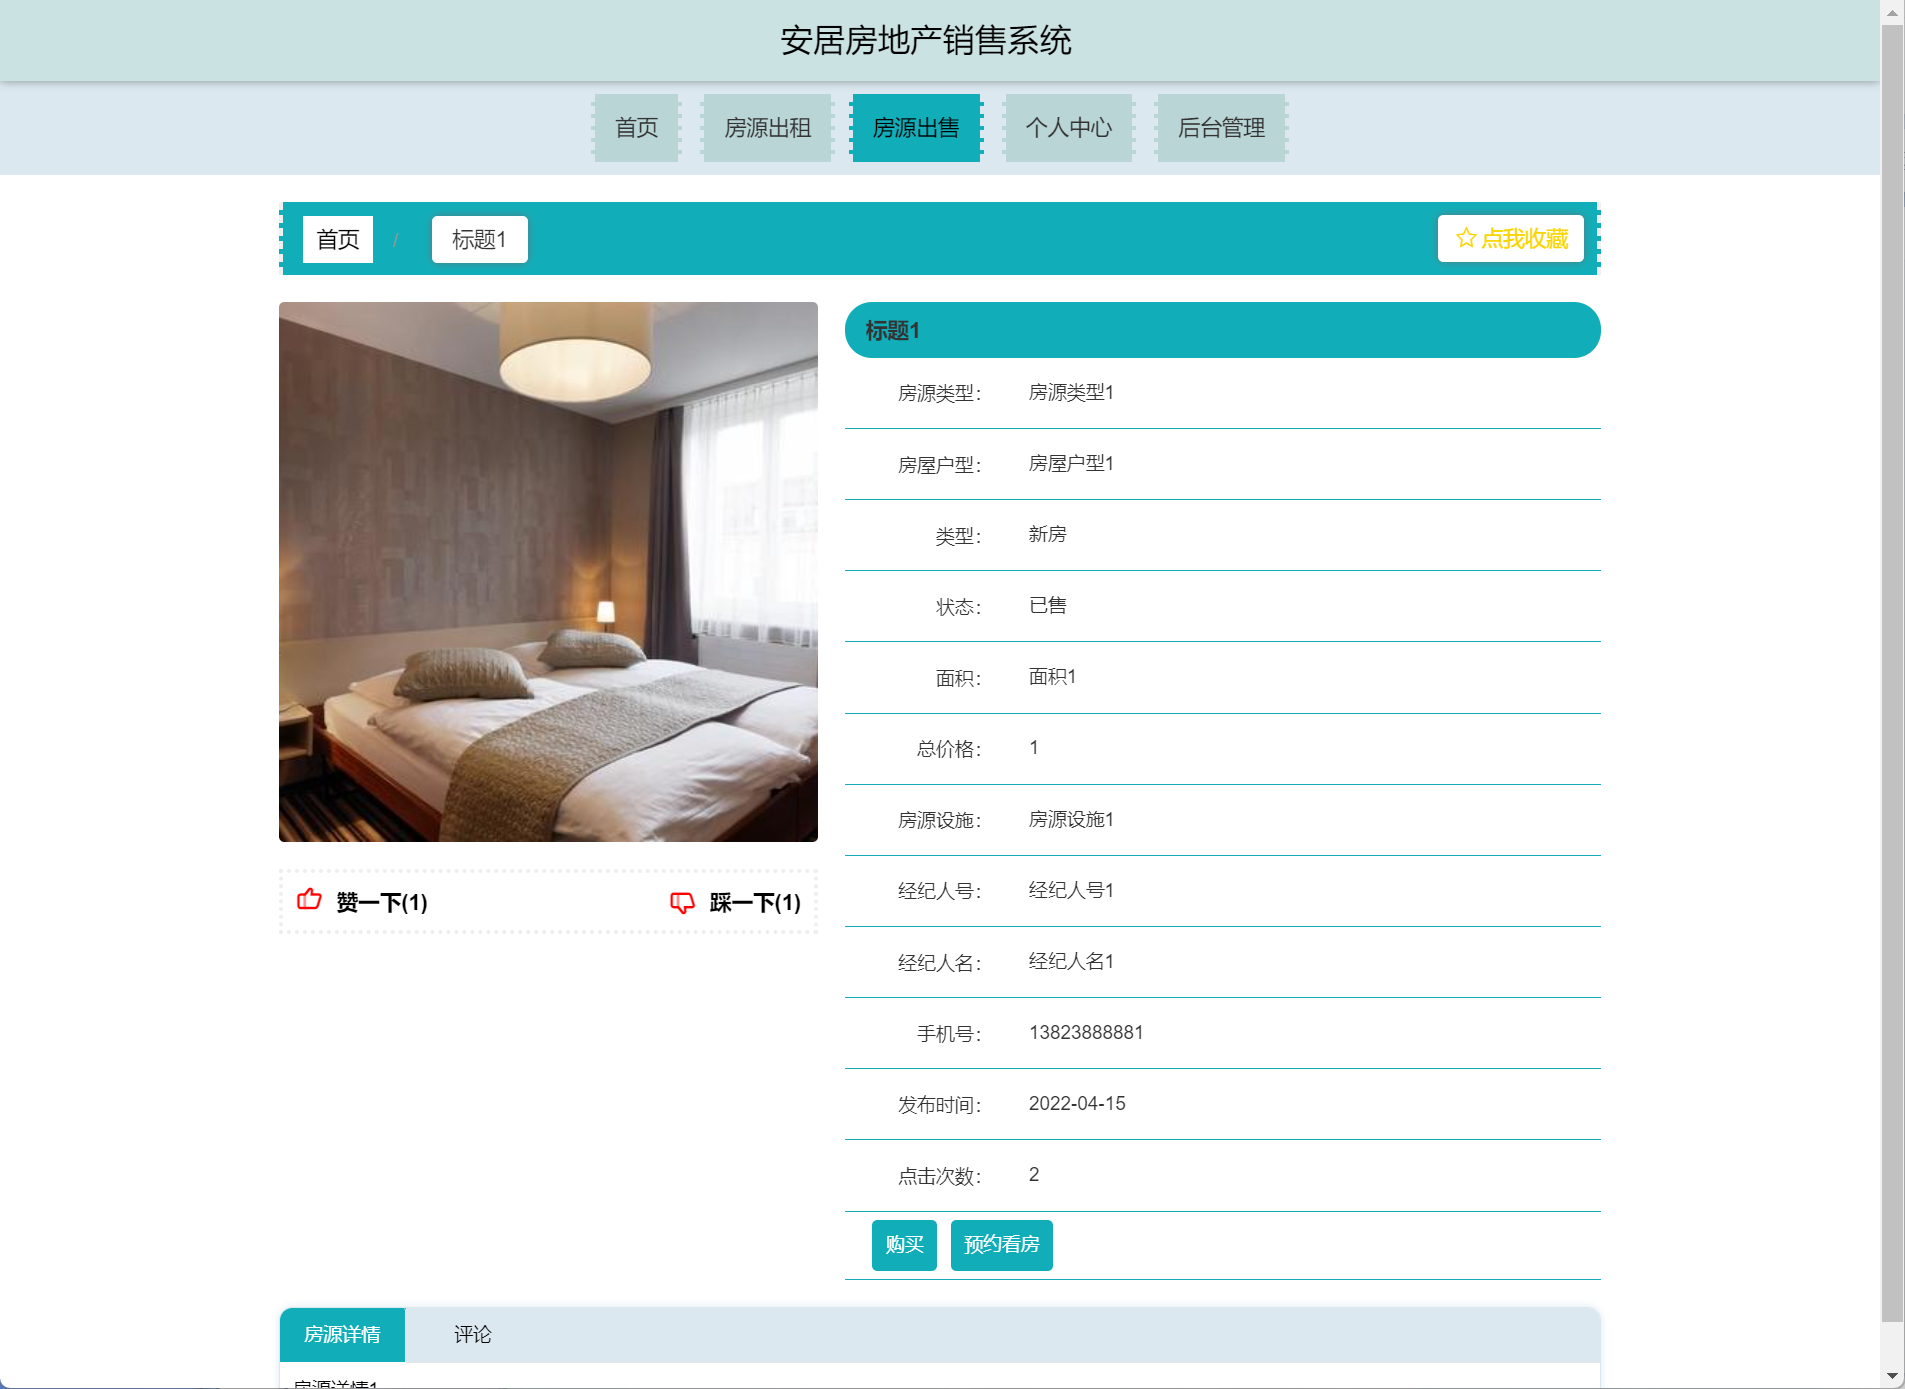 安居房地产销售系统
首页 房源出租 房源出售 个人中心 后台管理
首页 / 标题1 点我收藏
标题1
房源类型： 房源类型1
房屋户型： 房屋户型1
类型： 新房
状态： 已售
面积： 面积1
总价格： 1
房源设施： 房源设施1
经纪人号： 经纪人号1
经纪人名： 经纪人名1
手机号： 13823888881
发布时间： 2022-04-15
点击次数： 2
赞一下(1) 踩一下(1)
购买 预约看房
房源详情 评论
房源详情1